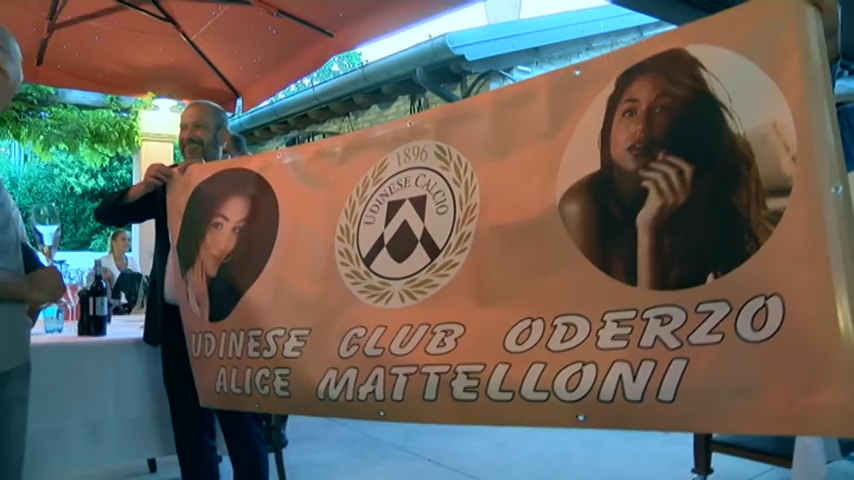 1896
UDINESE CALCIO
UDINESE CLUB ODERZO
ALICE MATTELLONI